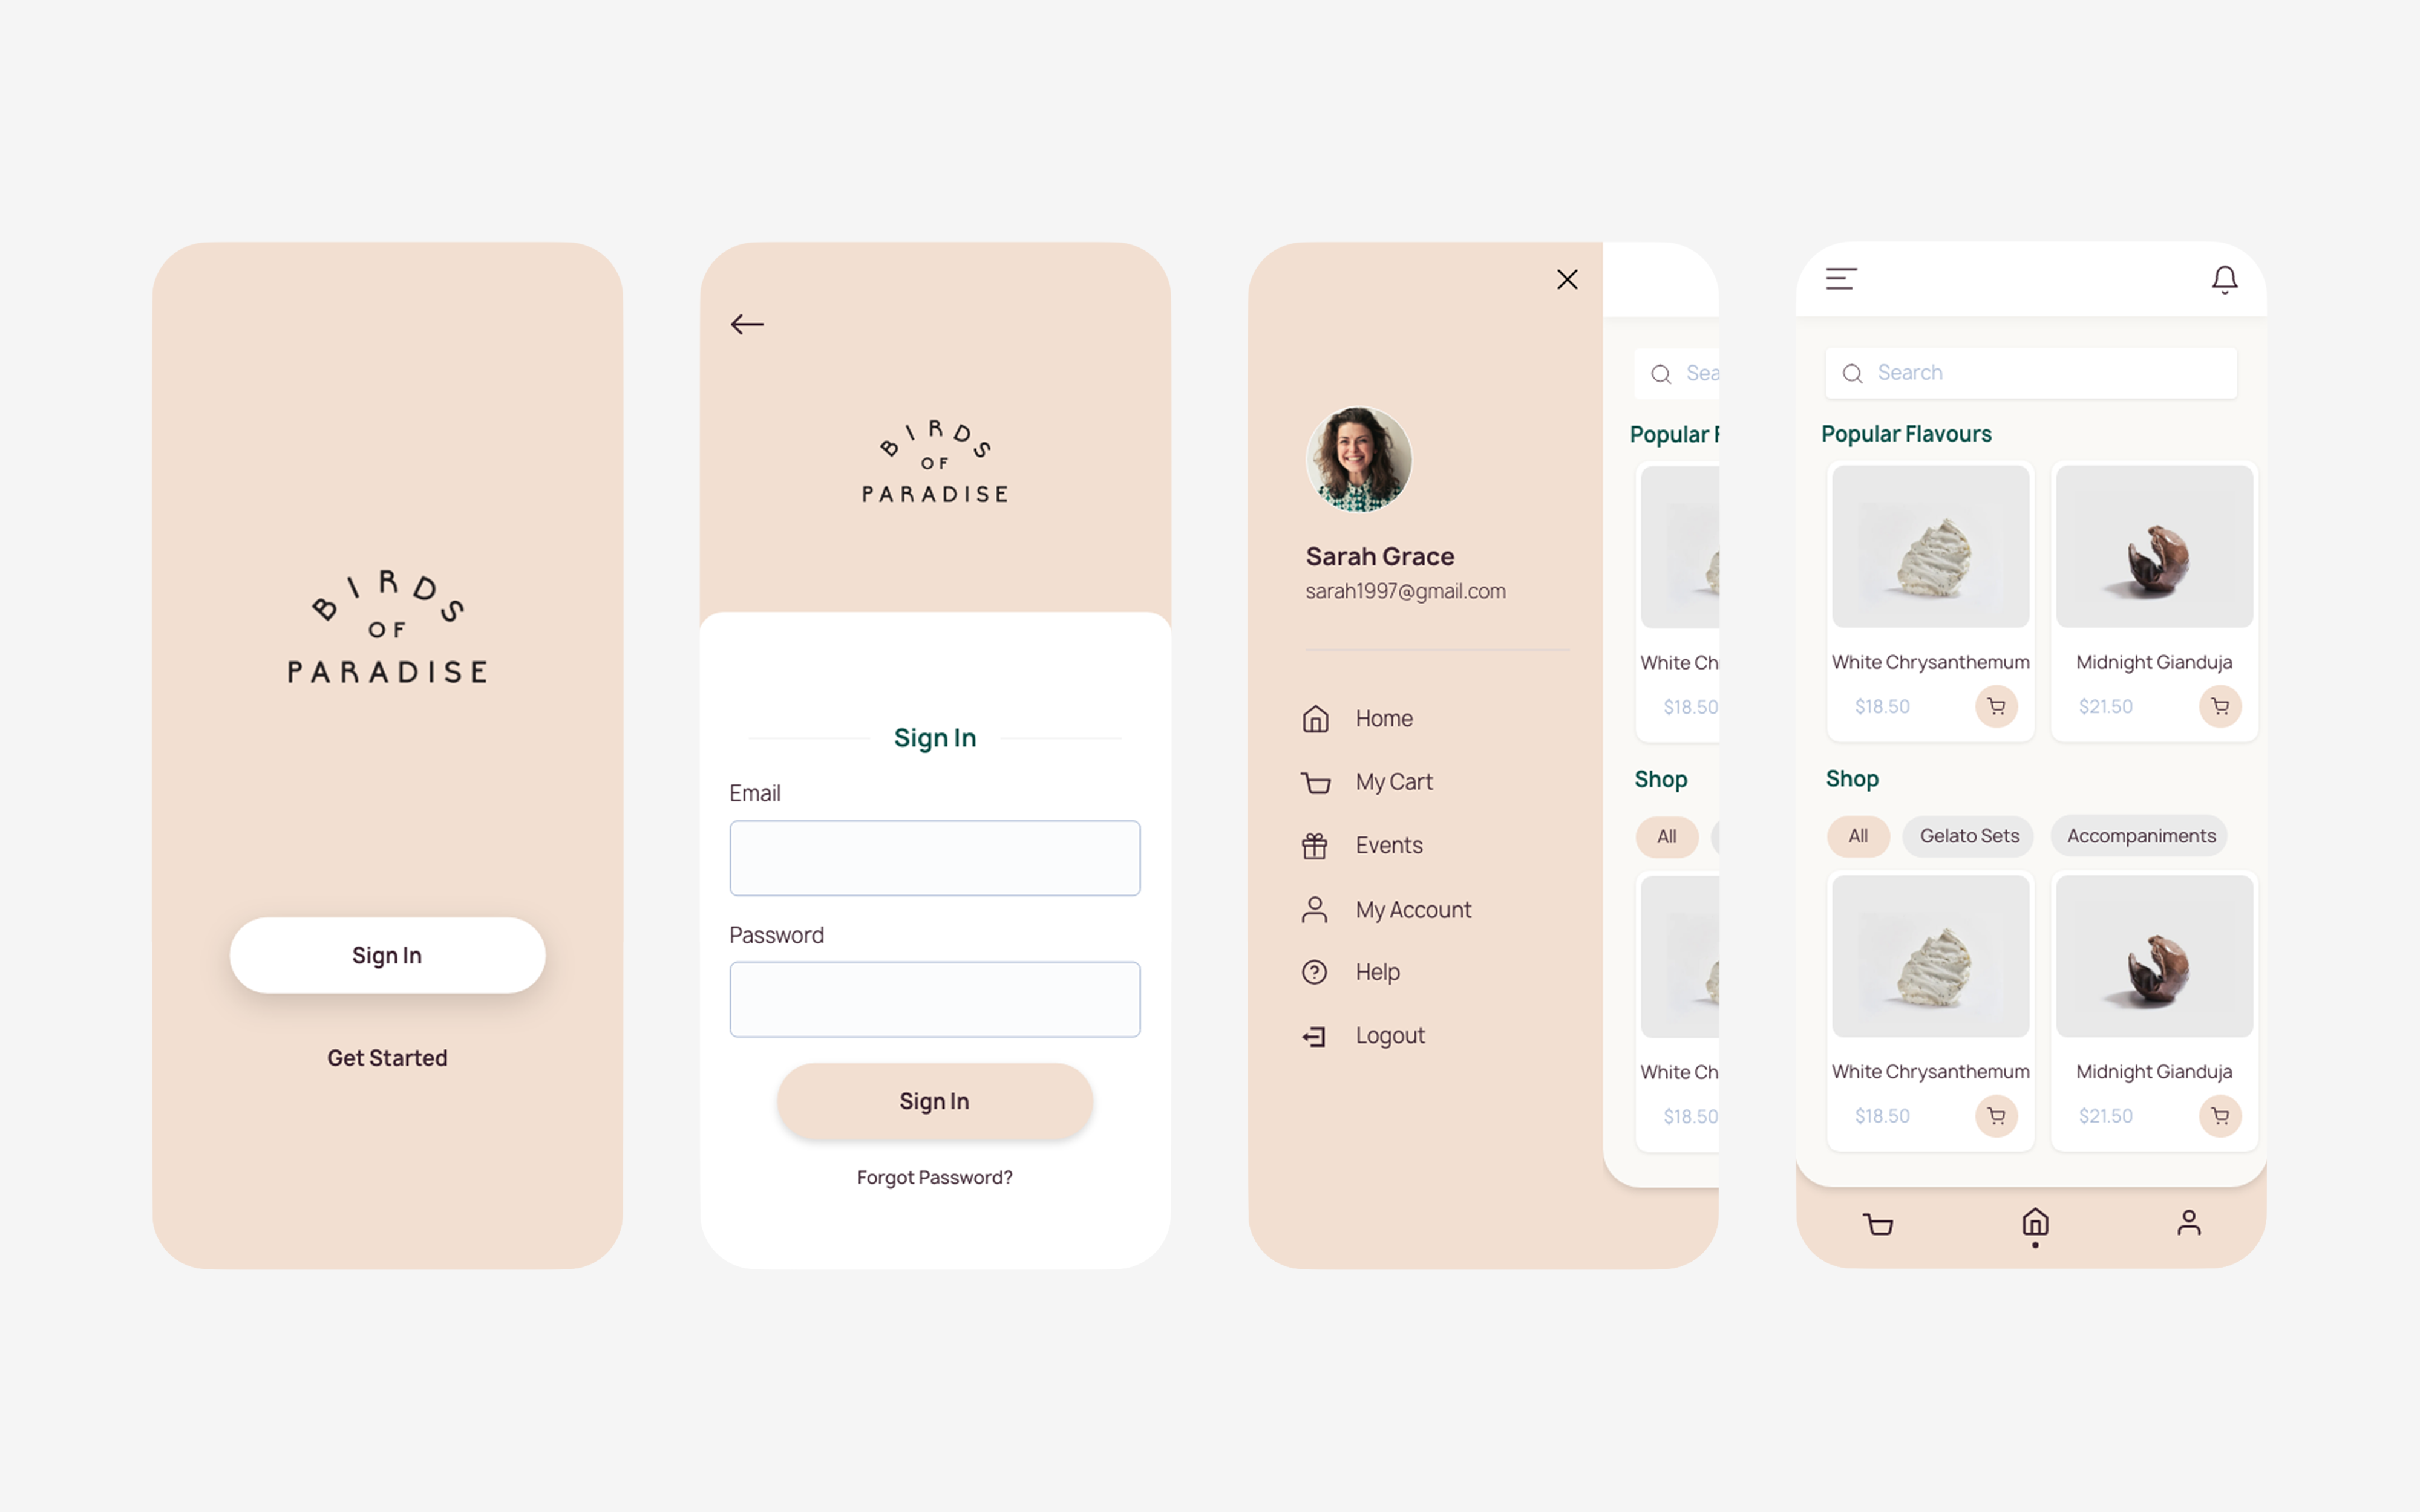 BIRDS
OF
PARADISE
Sign In
Get Started
BIRDS
OF
PARADISE
Sign In
Email
Password
Sign In
Forgot Password?
Sarah Grace
sarah1997@gmail.com
Home
My Cart
Events
My Account
Help
Logout
Sea
Popular F
White Ch
$18.50
Shop
All
White Ch
$18.50
Search
Popular Flavours
White Chrysanthemum Midnight Gianduja
$18.50 $21.50
Shop
All Gelato Sets Accompaniments
White Chrysanthemum Midnight Gianduja
$18.50 $21.50